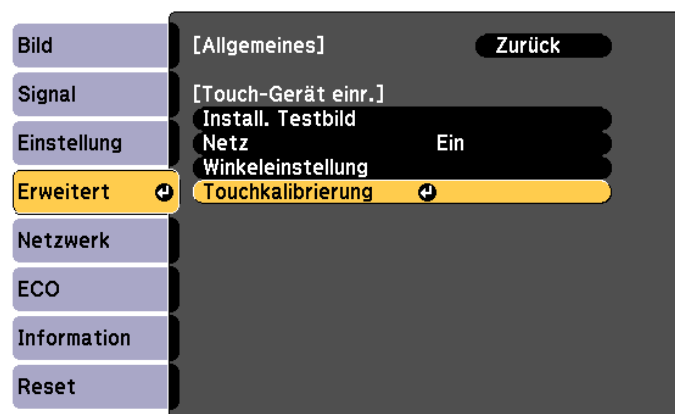 Bild
Signal
Einstellung
Erweitert
Netzwerk
ECO
Information
Reset
[Allgemeines] Zurück
[Touch-Gerät einr.]
Install. Testbild
Netz Ein
Winkeleinstellung
Touchkalibrierung